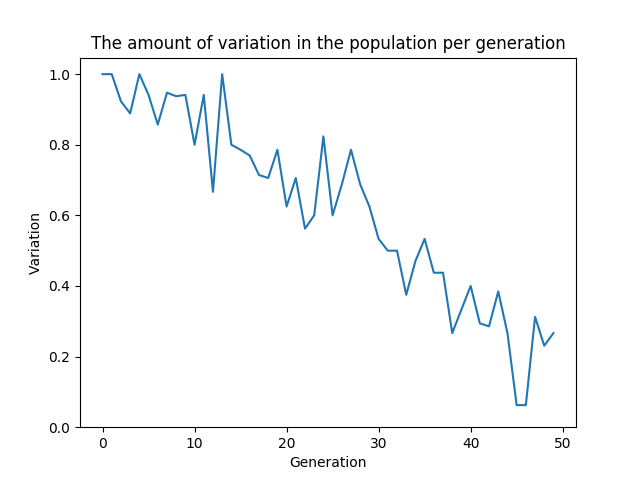 The amount of variation in the population per generation
1.0
0.8
0.6
0.4
0.2
0.0
Variation
0 10 20 30 40 50
Generation